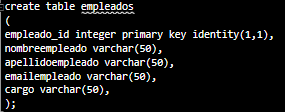 create table empleados
(
empleado_id integer primary key identity(1,1),
nombreempleado varchar(50),
apellidoempleado varchar(50),
emailempleado varchar(50),
cargo varchar(50),
);